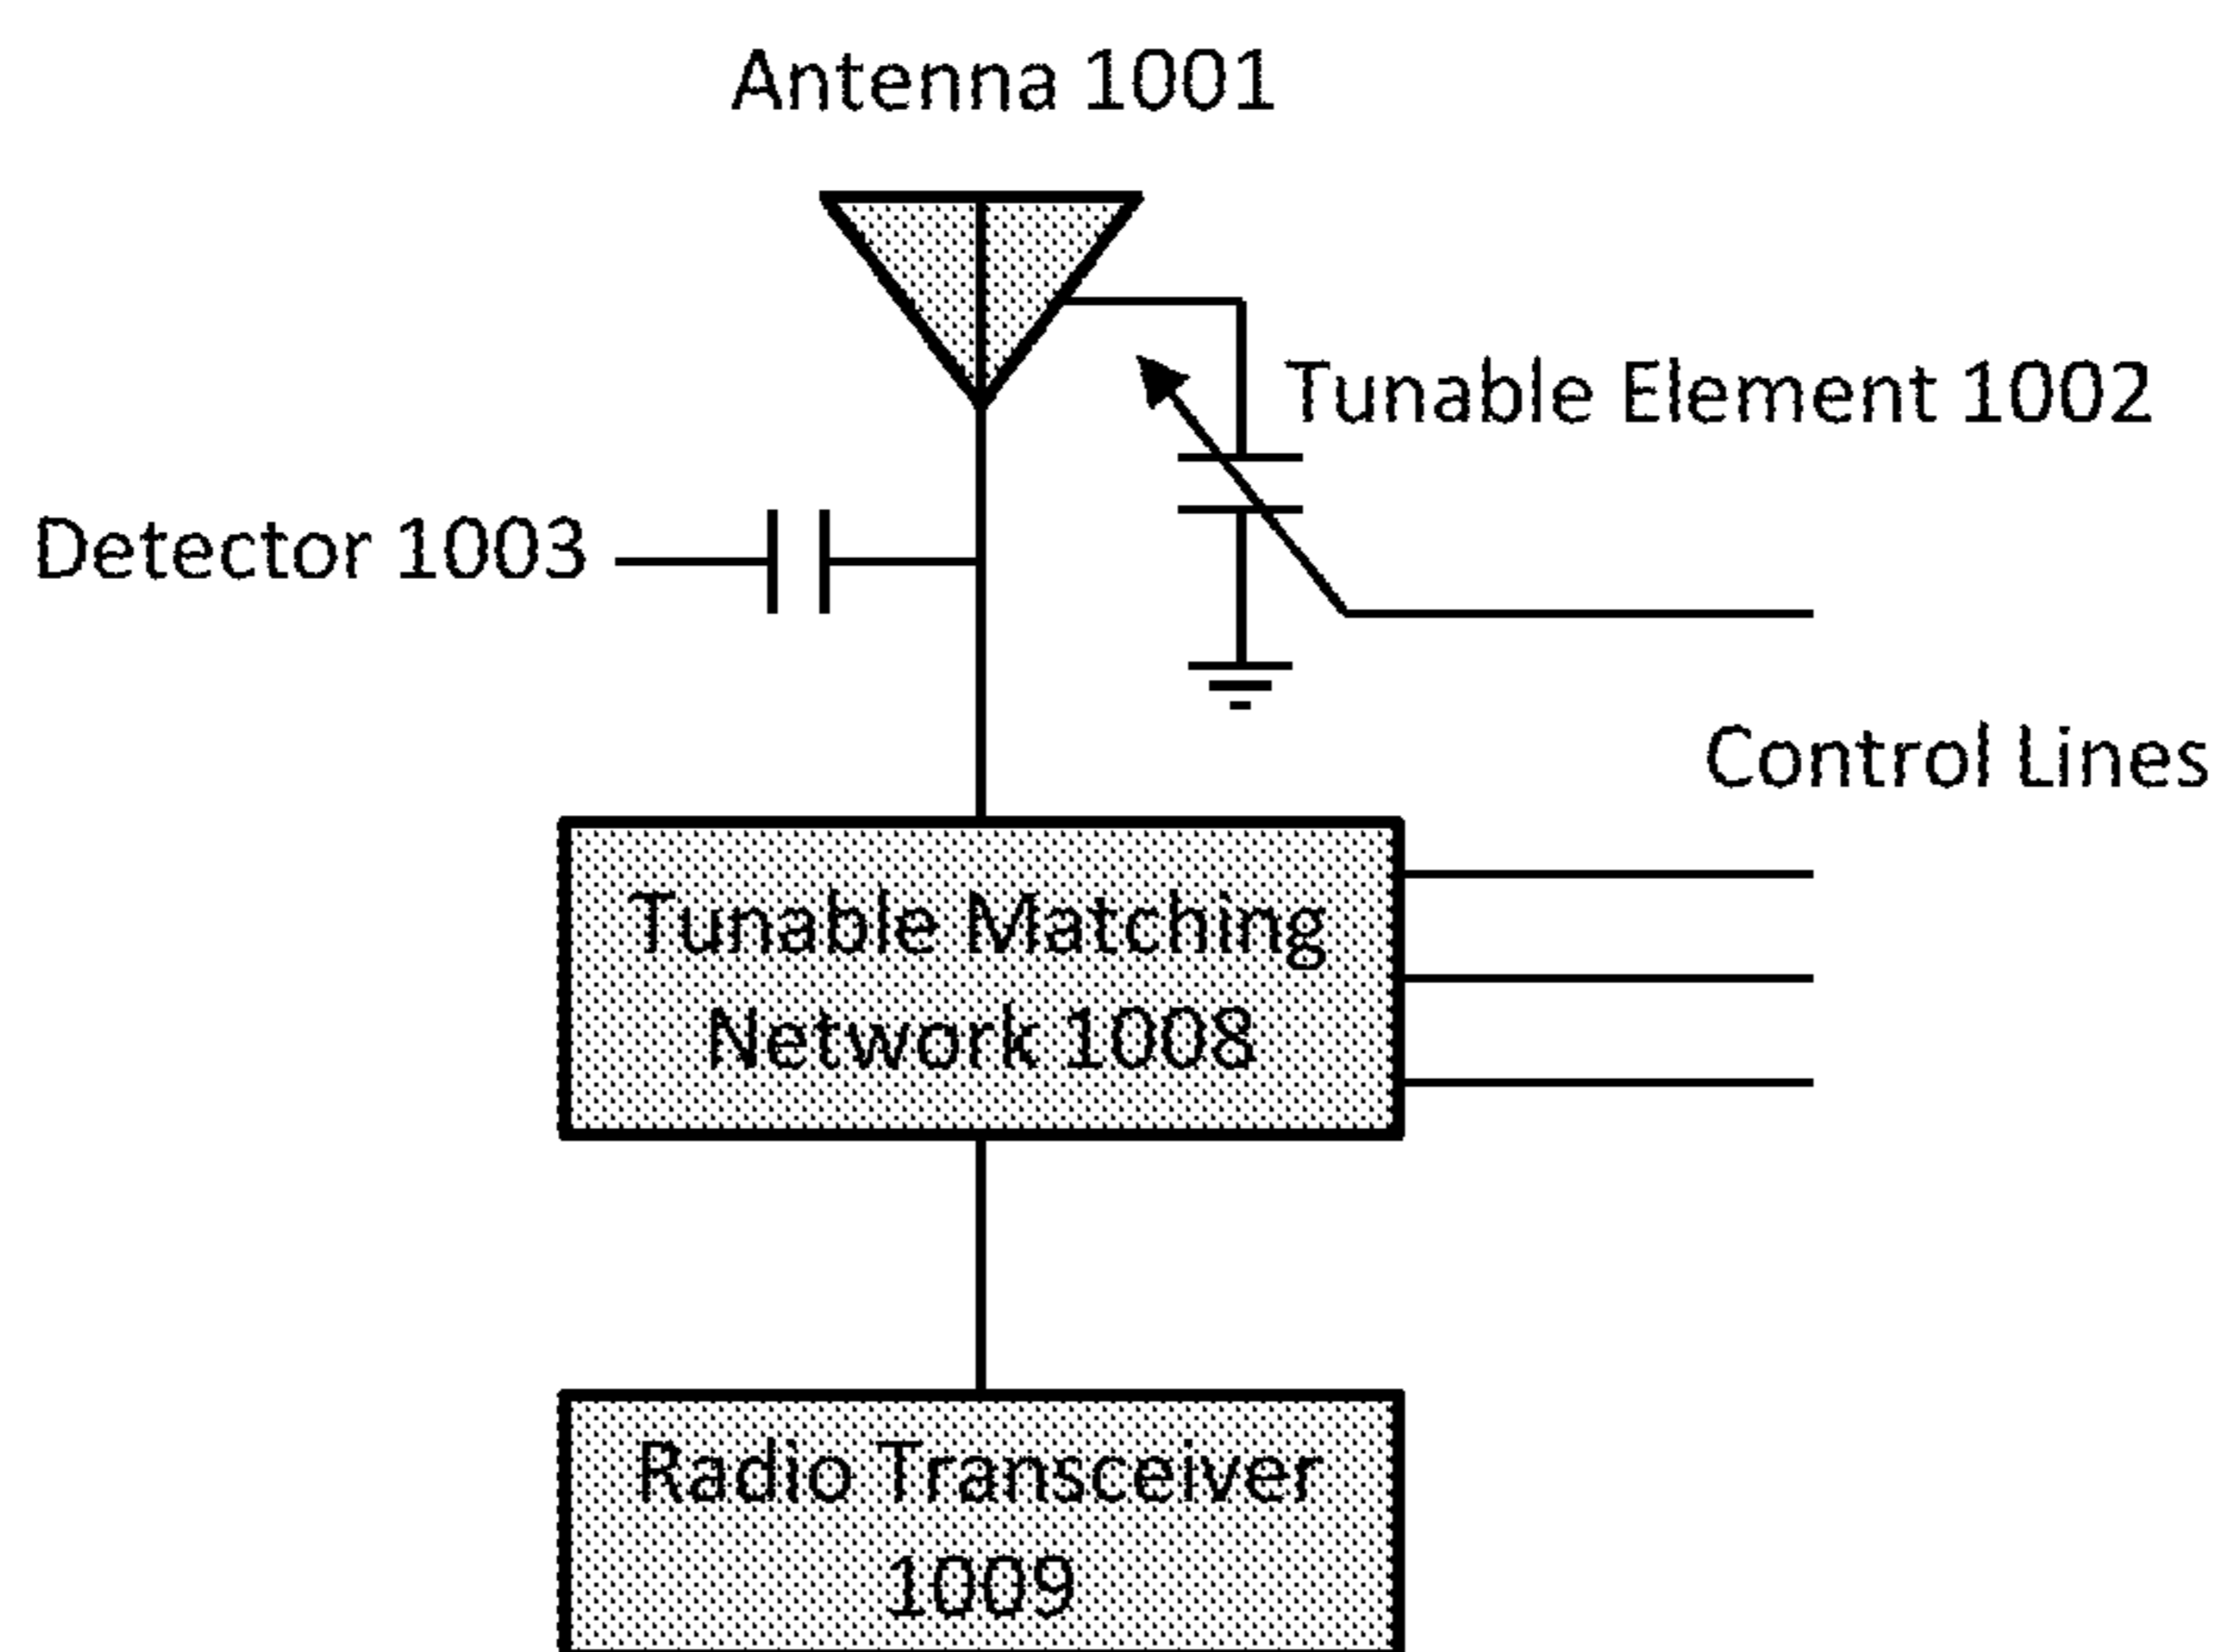 Antenna 1001
Tunable Element 1002
Detector 1003
Control Lines
Tunable Matching
Network 1008
Radio Transceiver
1009